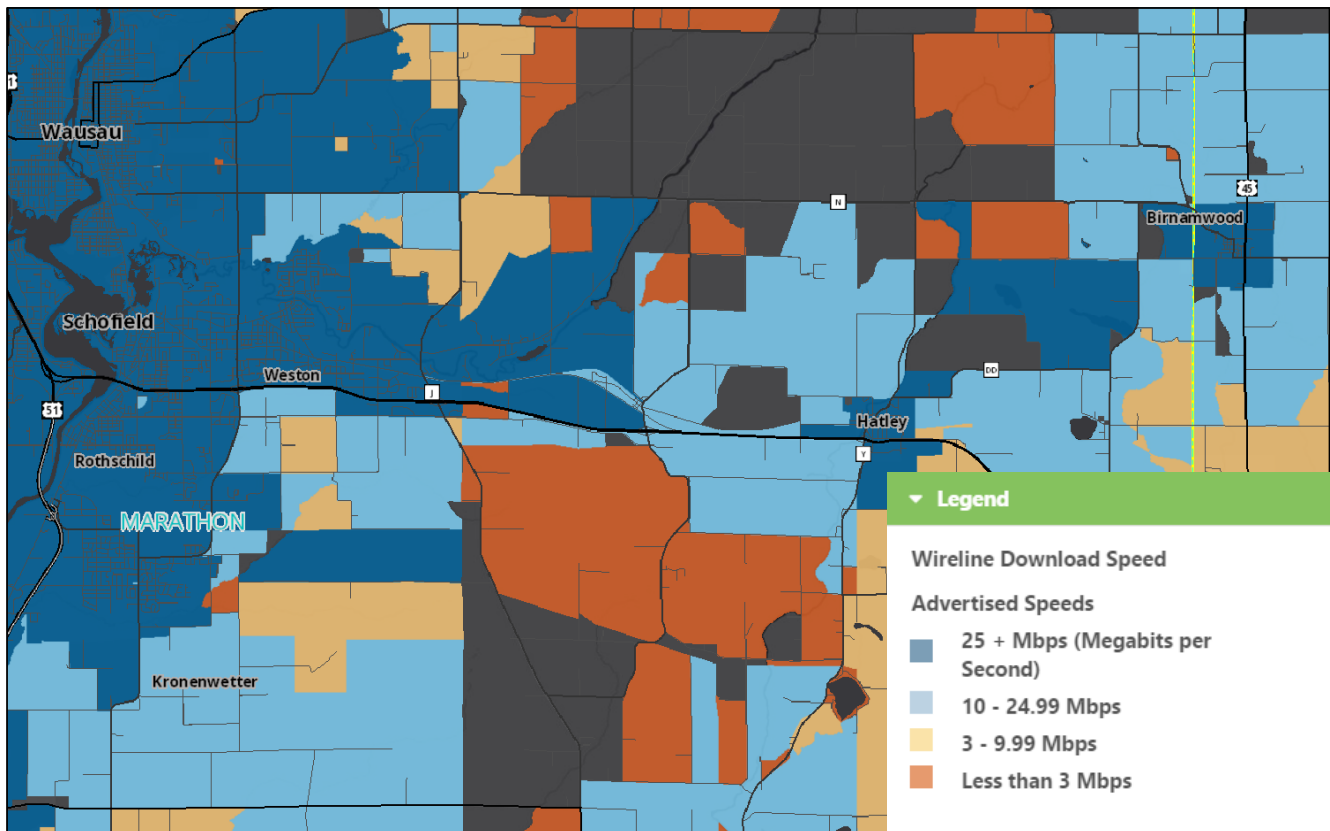 1
Wausau
45
N
Birnamwood
Schofield
Weston
DD
J
51
Hatley
Y
Rothschild
MARATHON
Kronenwetter
Legend
Wireline Download Speed
Advertised Speeds
25 + Mbps (Megabits per
Second)
10 - 24.99 Mbps
3 - 9.99 Mbps
Less than 3 Mbps